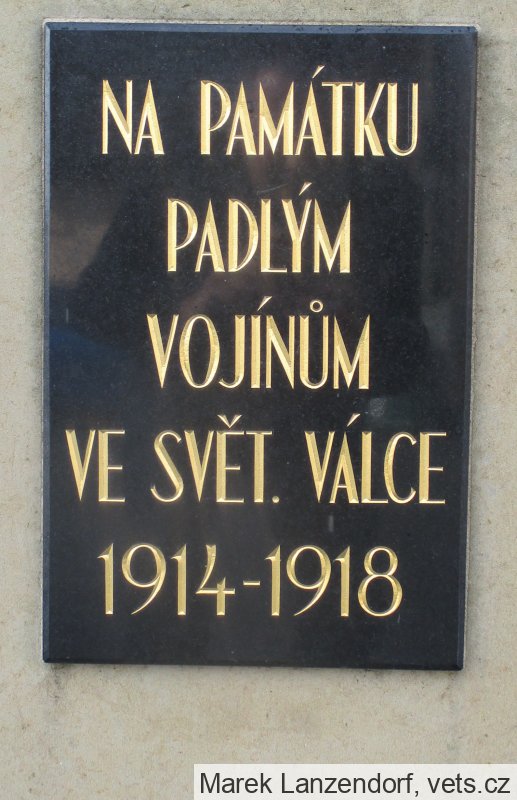 NA PAMÁTKU
PADLÝM
VOJÍNŮM
VE SVĚT. VÁLCE
1914-1918
Marek Lanzendorf, vets.cz